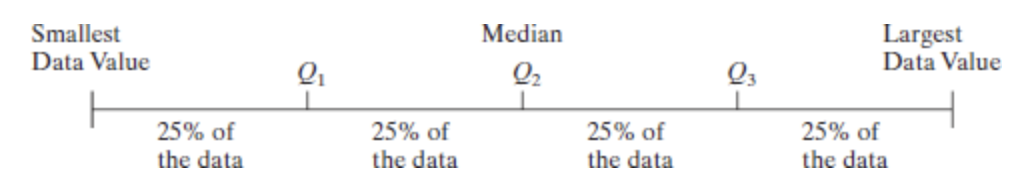 Smallest
Data Value
Median
Largest
Data Value
Q₁
Q₂
Q₃
25% of
the data
25% of
the data
25% of
the data
25% of
the data